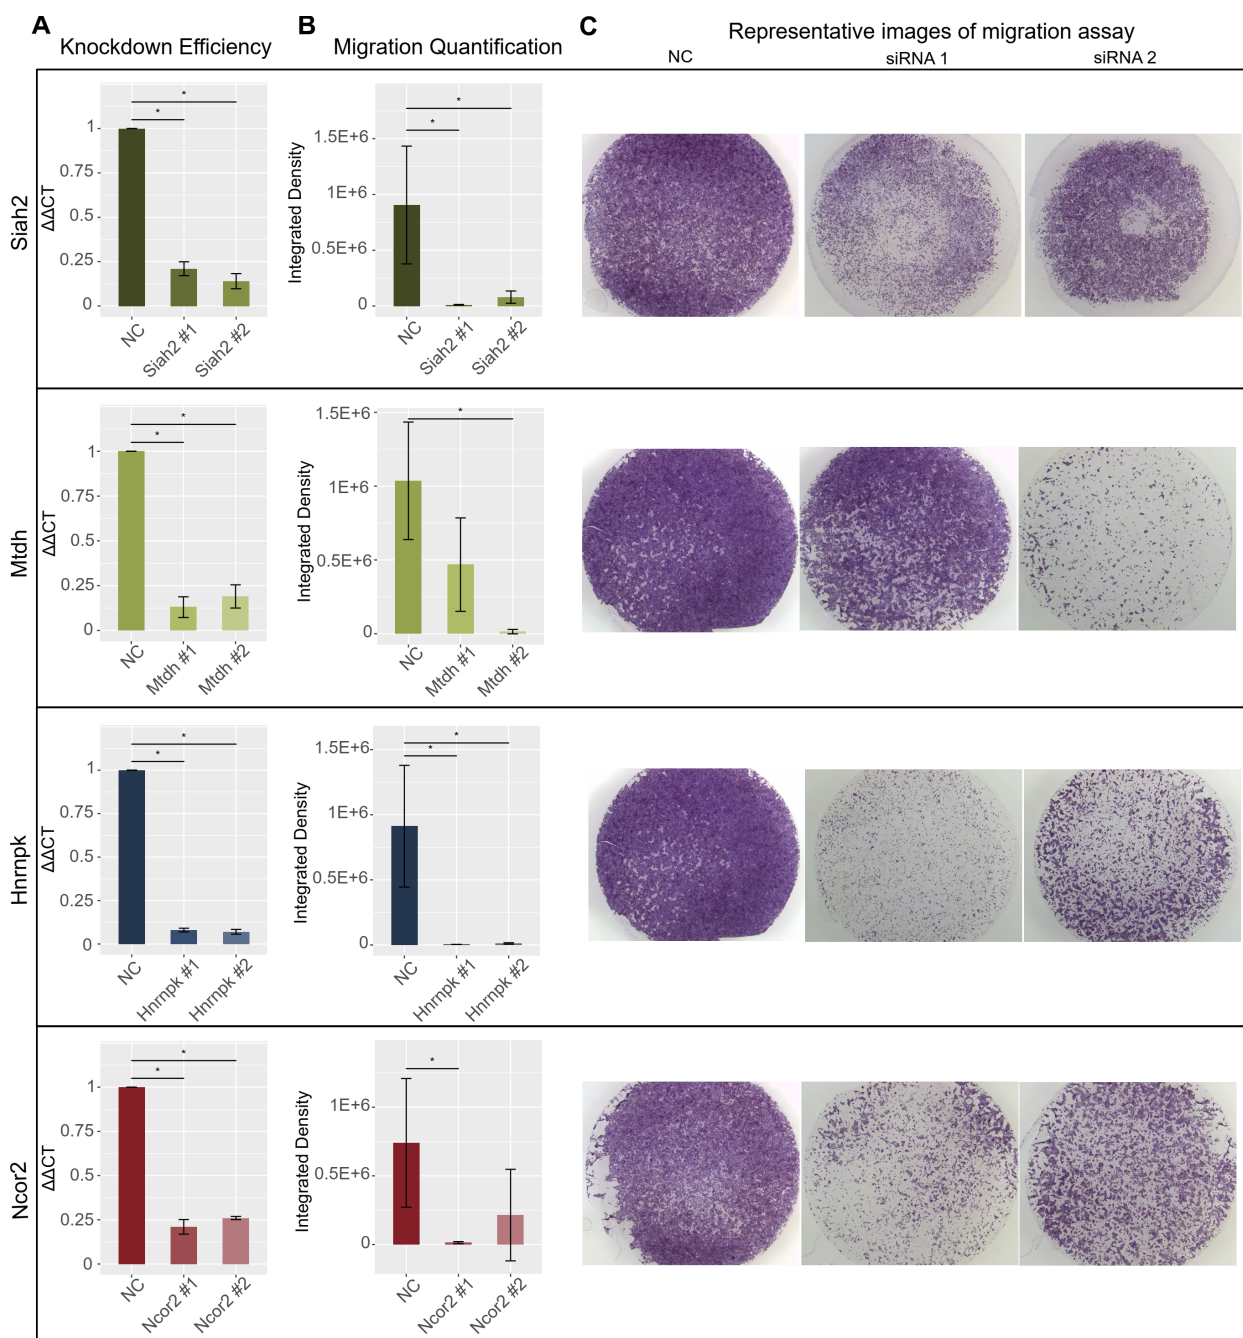 A
Knockdown Efficiency
B
Migration Quantification
C
Representative images of migration assay
NC
siRNA 1
siRNA 2
Siah2
ΔΔCT
1
0.75
0.5
0.25
0
*
*
NC
Siah2 #1
Siah2 #2
Integrated Density
1.5E+6
1E+6
0.5E+6
0
*
*
NC
Siah2 #1
Siah2 #2
Mtdh
ΔΔCT
1
0.75
0.5
0.25
0
*
*
NC
Mtdh #1
Mtdh #2
Integrated Density
1.5E+6
1E+6
0.5E+6
0
*
NC
Mtdh #1
Mtdh #2
Hnrnpk
ΔΔCT
1
0.75
0.5
0.25
0
*
*
NC
Hnrnpk #1
Hnrnpk #2
Integrated Density
1.5E+6
1E+6
0.5E+6
0
*
*
NC
Hnrnpk #1
Hnrnpk #2
Ncor2
ΔΔCT
1
0.75
0.5
0.25
0
*
*
NC
Ncor2 #1
Ncor2 #2
Integrated Density
1E+6
0.5E+6
0
*
NC
Ncor2 #1
Ncor2 #2